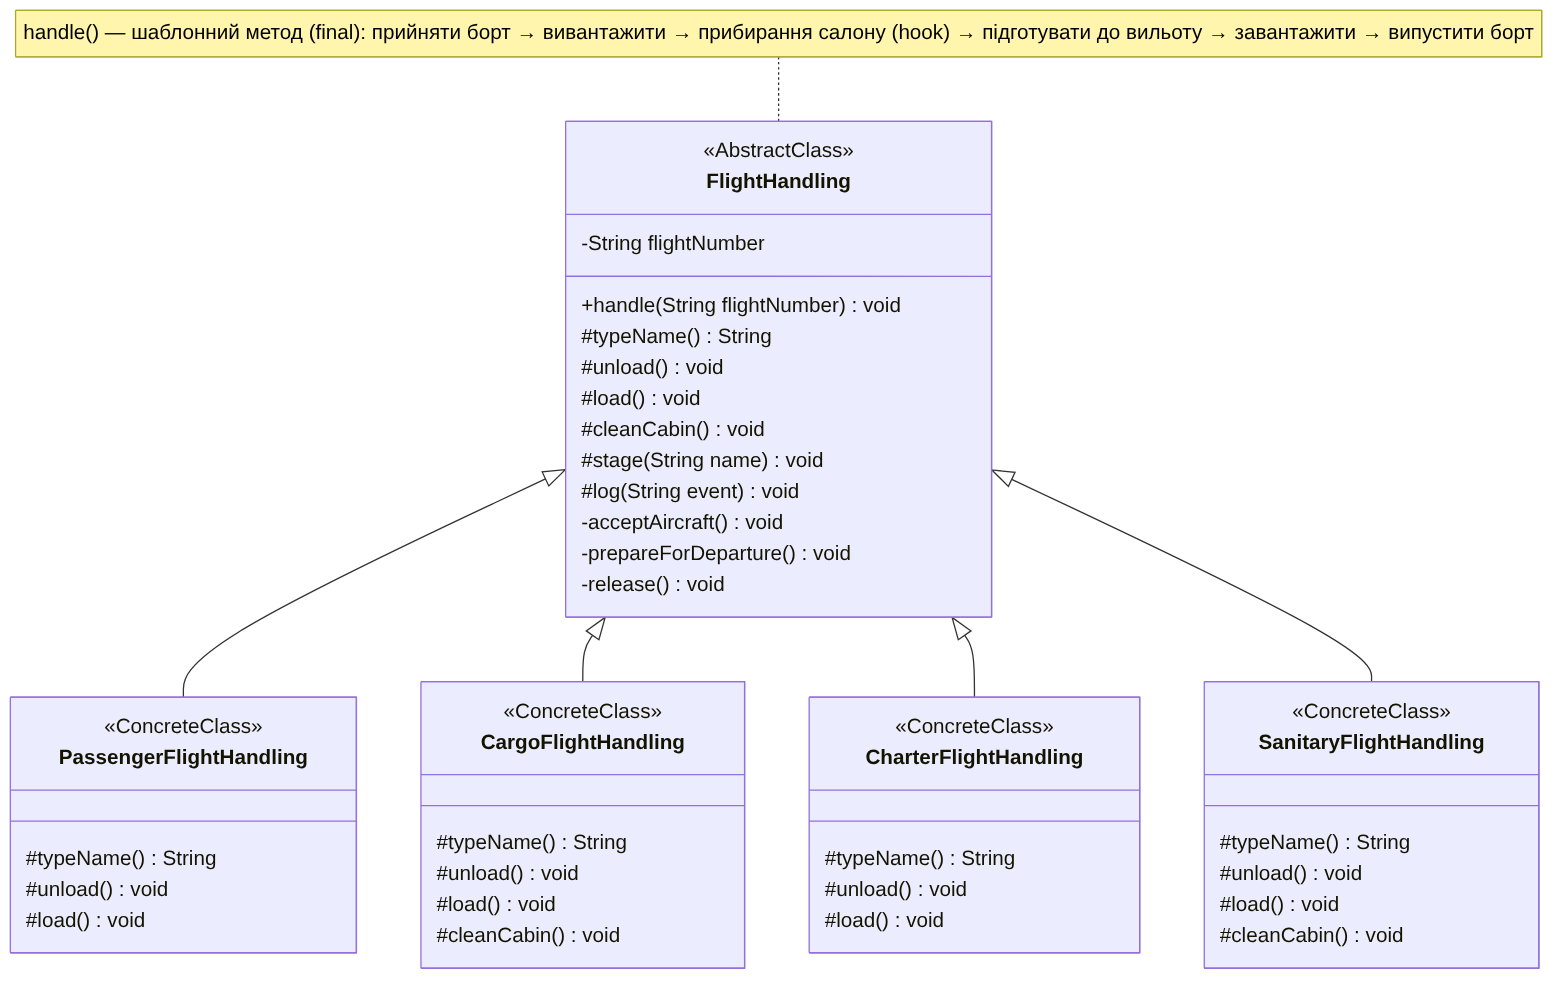 handle() — шаблонний метод (final): прийняти борт → вивантажити → прибирання салону (hook) → підготувати до вильоту → завантажити → випустити борт
«AbstractClass»
FlightHandling
-String flightNumber
+handle(String flightNumber) : void
#typeName() : String
#unload() : void
#load() : void
#cleanCabin() : void
#stage(String name) : void
#log(String event) : void
-acceptAircraft() : void
-prepareForDeparture() : void
-release() : void
«ConcreteClass»
PassengerFlightHandling
#typeName() : String
#unload() : void
#load() : void
«ConcreteClass»
CargoFlightHandling
#typeName() : String
#unload() : void
#load() : void
#cleanCabin() : void
«ConcreteClass»
CharterFlightHandling
#typeName() : String
#unload() : void
#load() : void
«ConcreteClass»
SanitaryFlightHandling
#typeName() : String
#unload() : void
#load() : void
#cleanCabin() : void